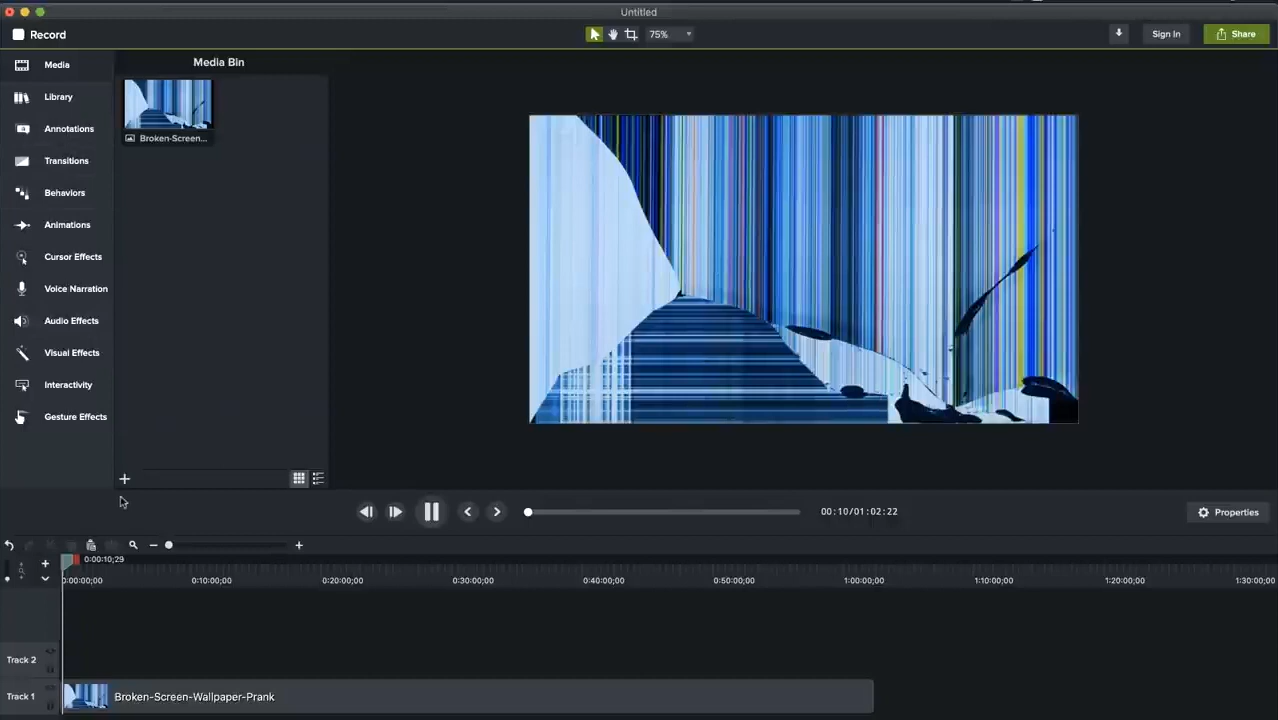 Untitled
Record
75%
Sign In
Share
Media
Library
Annotations
Transitions
Behaviors
Animations
Cursor Effects
Voice Narration
Audio Effects
Visual Effects
Interactivity
Gesture Effects
Media Bin
Broken-Screen...
00:10/01:02:22
Properties
0:00:10;29
0:00:00;00
0:10:00;00
0:20:00;00
0:30:00;00
0:40:00;00
0:50:00;00
1:00:00;00
1:10:00;00
1:20:00;00
1:30:00;00
Track 2
Track 1
Broken-Screen-Wallpaper-Prank